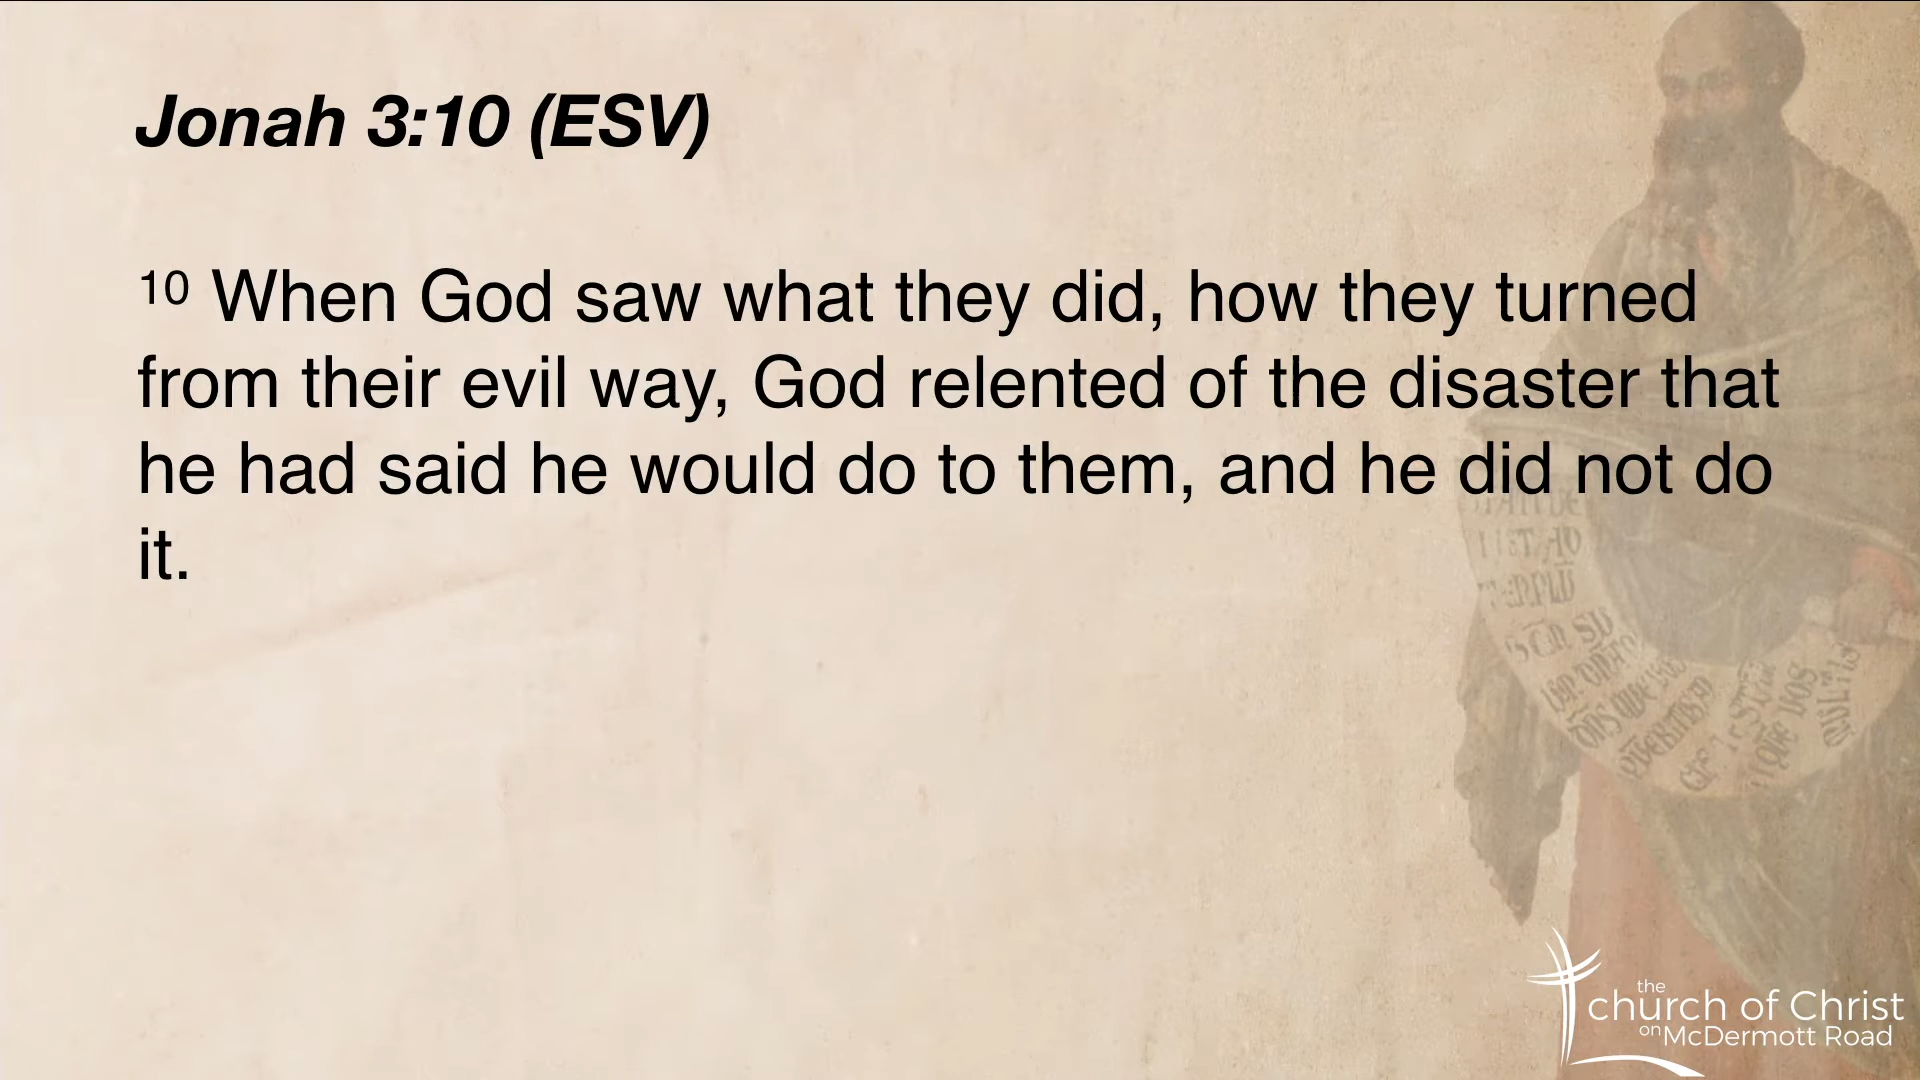 Jonah 3:10 (ESV)
10 When God saw what they did, how they turned
from their evil way, God relented of the disaster that
he had said he would do to them, and he did not do
it.
the
church of Christ
on McDermott Road